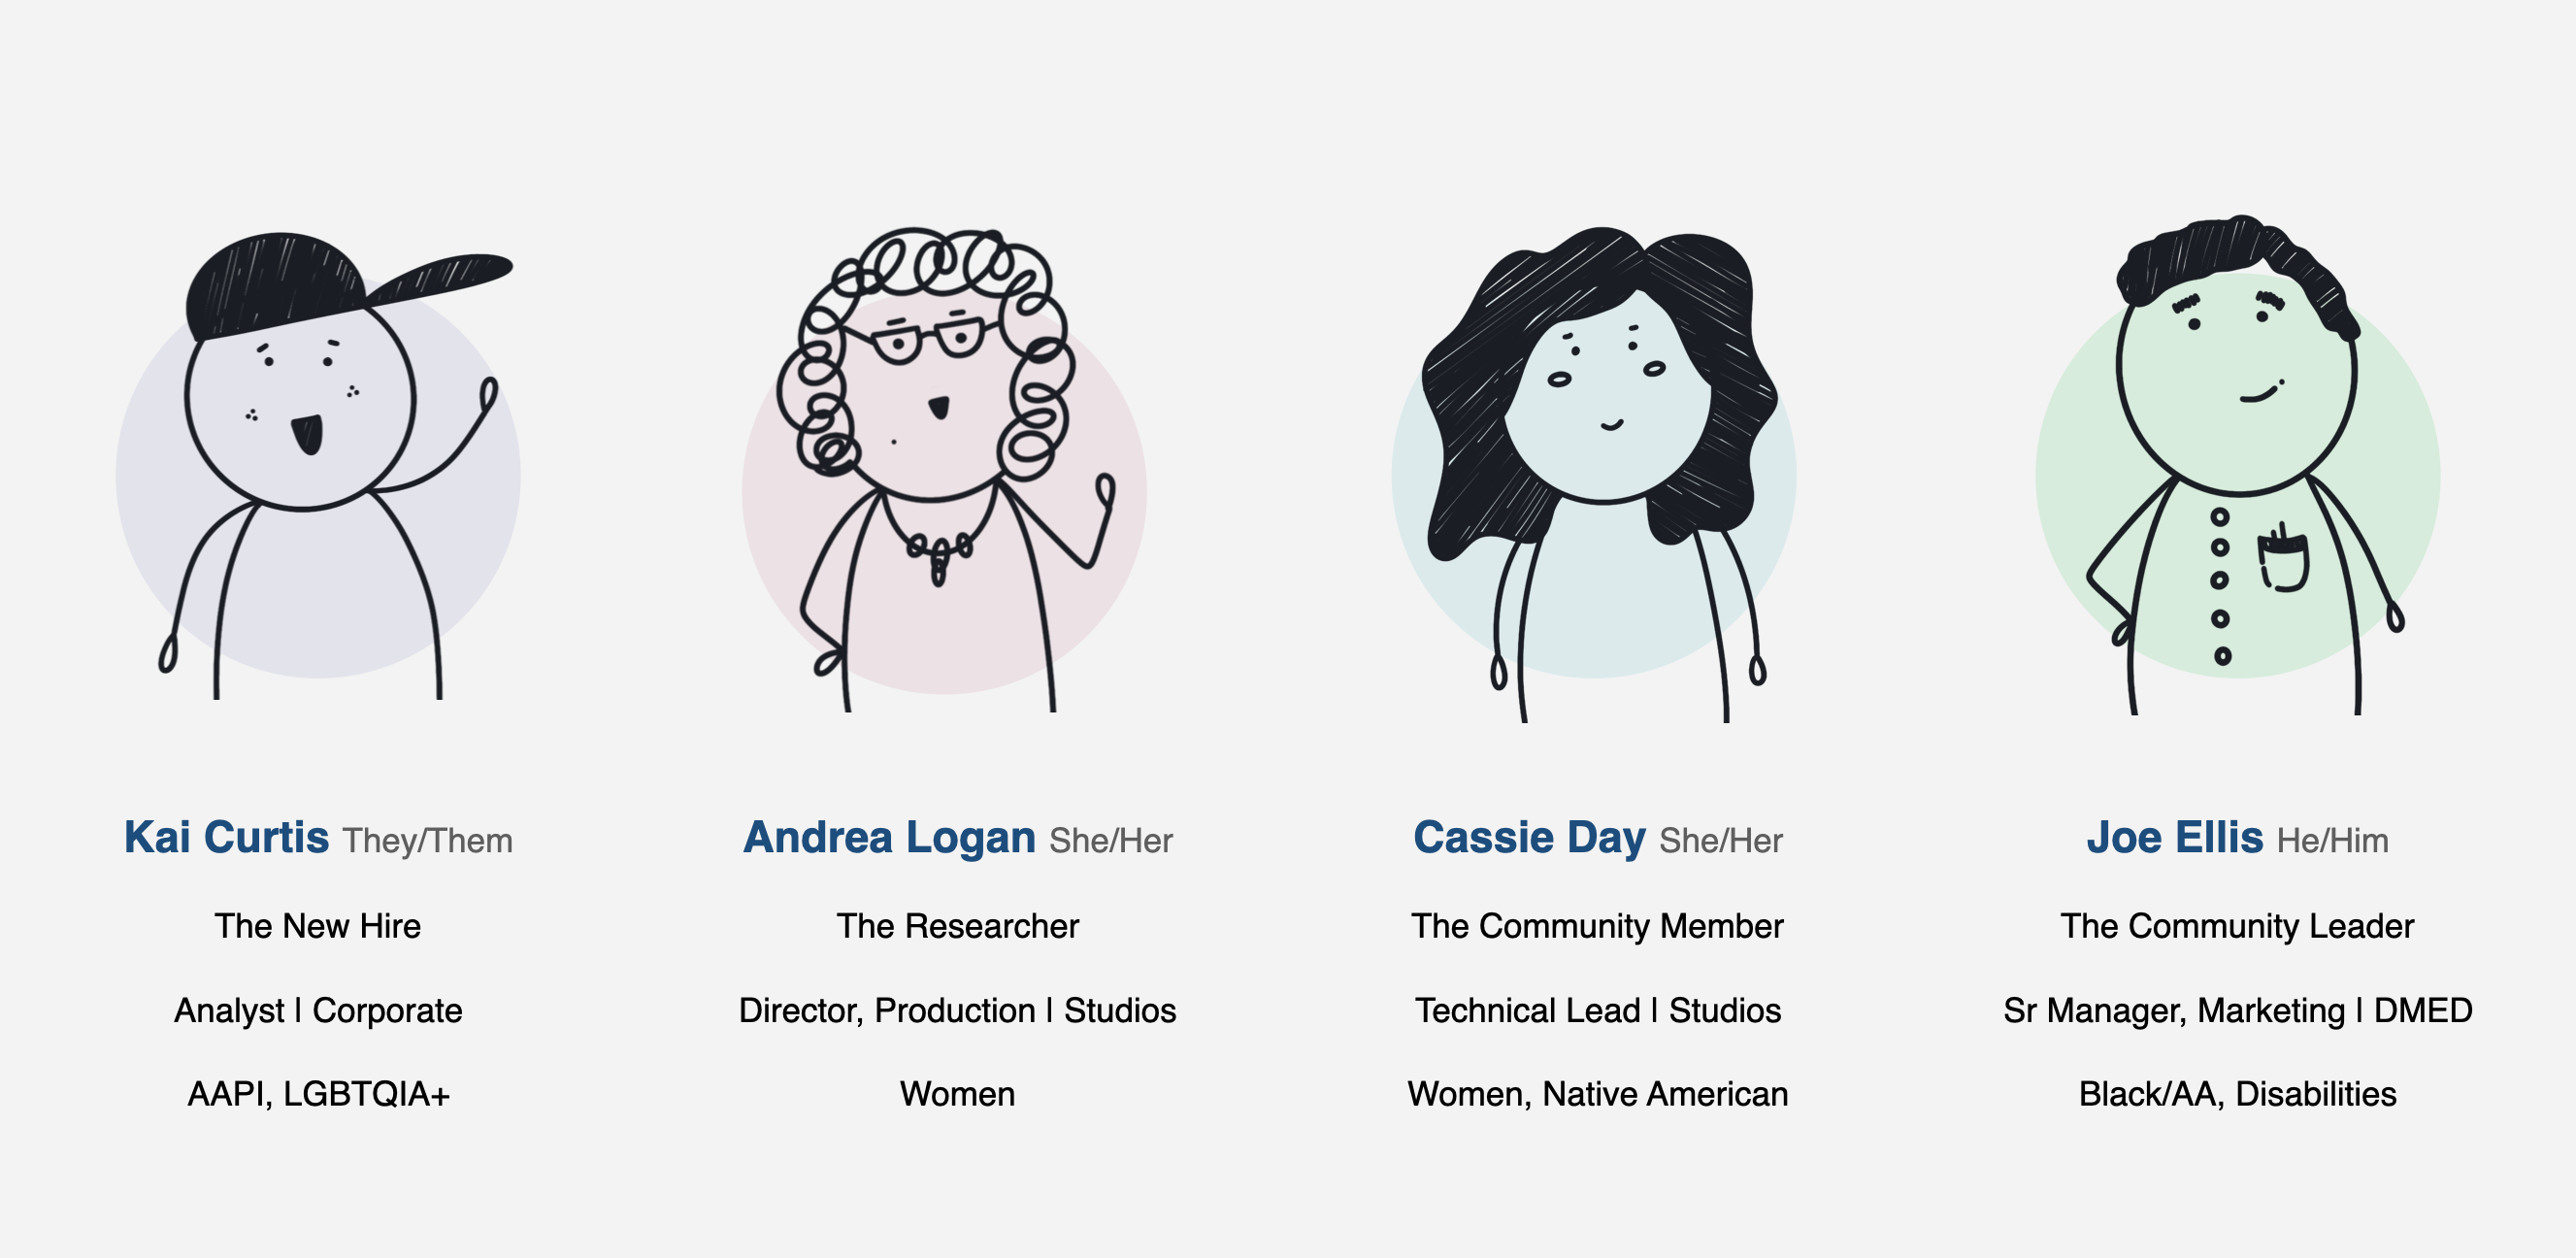 Kai Curtis They/Them
The New Hire
Analyst | Corporate
AAPI, LGBTQIA+
Andrea Logan She/Her
The Researcher
Director, Production | Studios
Women
Cassie Day She/Her
The Community Member
Technical Lead | Studios
Women, Native American
Joe Ellis He/Him
The Community Leader
Sr Manager, Marketing | DMED
Black/AA, Disabilities